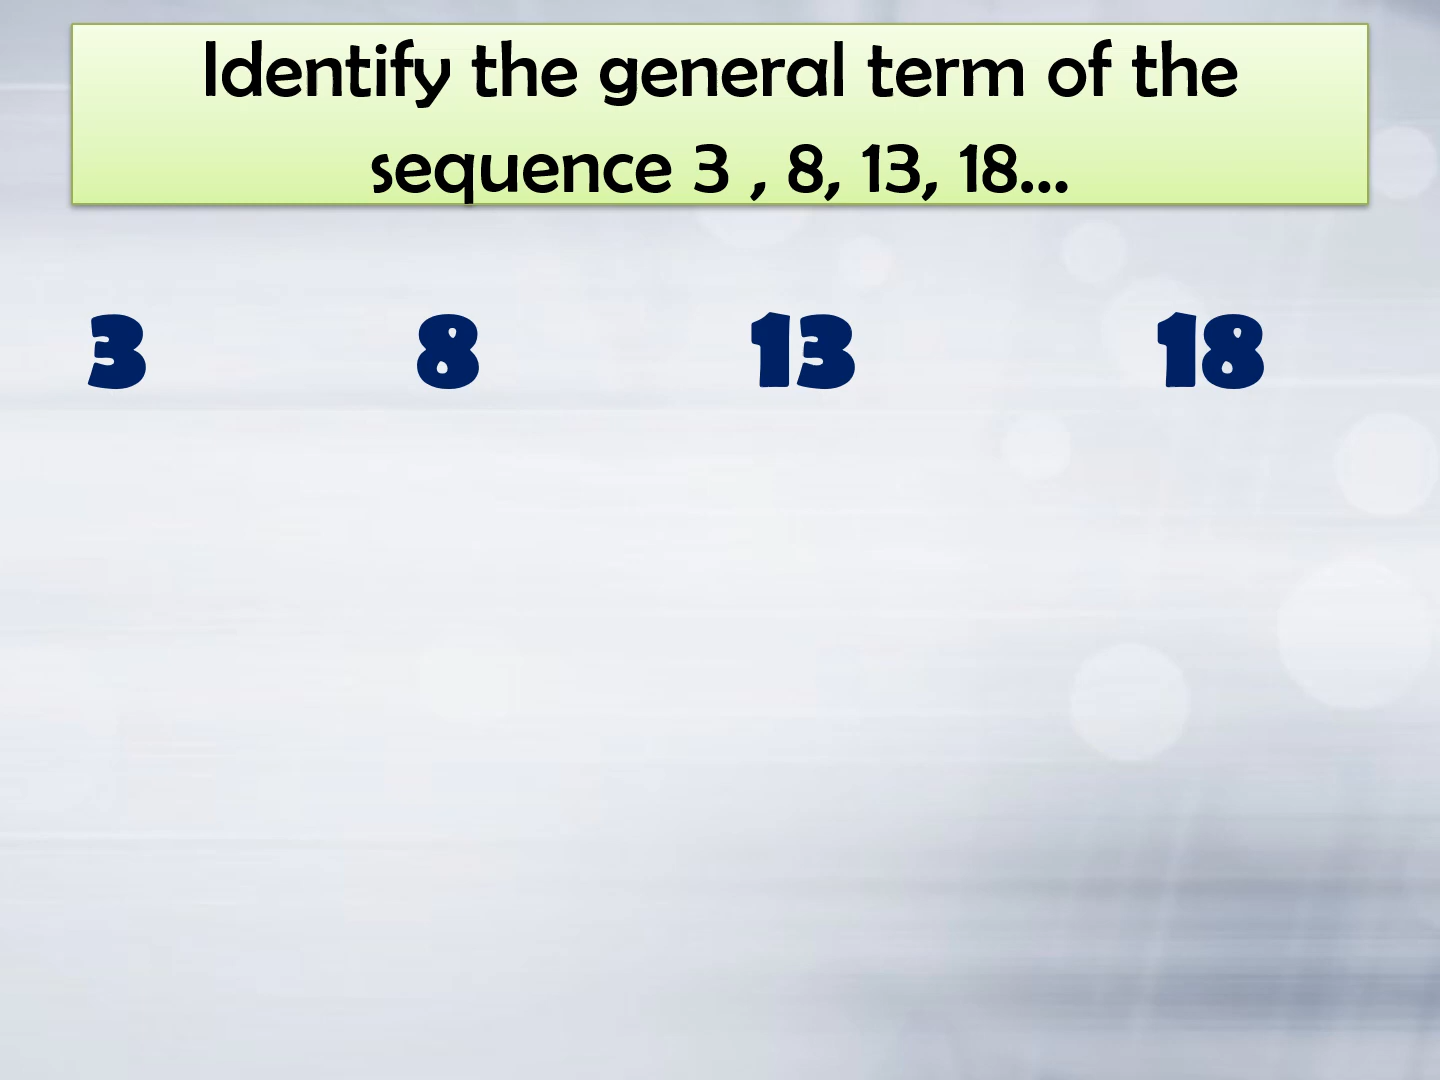 Identify the general term of the
sequence 3 , 8, 13, 18...
3 8 13 18